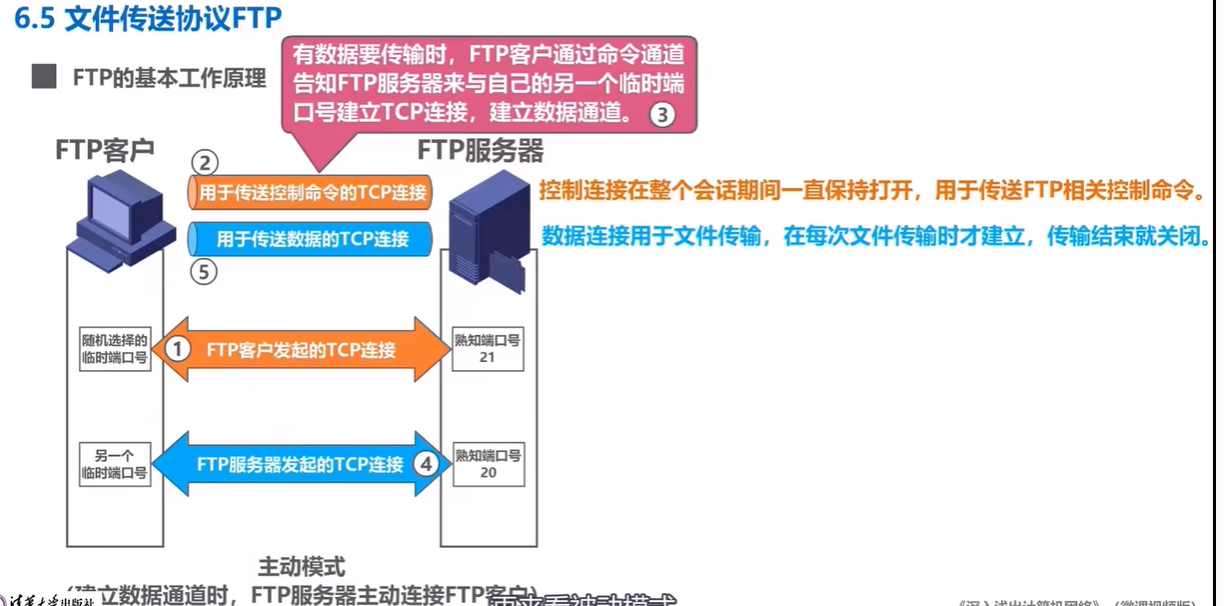 6.5 文件传送协议FTP
FTP的基本工作原理
有数据要传输时，FTP客户通过命令通道
告知FTP服务器来与自己的另一个临时端
口号建立TCP连接，建立数据通道。 ③
FTP客户
FTP服务器
②
用于传送控制命令的TCP连接
控制连接在整个会话期间一直保持打开，用于传送FTP相关控制命令。
用于传送数据的TCP连接
数据连接用于文件传输，在每次文件传输时才建立，传输结束就关闭。
⑤
随机选择的
临时端口号
① FTP客户发起的TCP连接
熟知端口号
21
另一个
临时端口号
FTP服务器发起的TCP连接 ④
熟知端口号
20
主动模式
（建立数据通道时，FTP服务器主动连接FTP客户）
清华大学出版社
再来看被动模式
《深入浅出计算机网络》（微课视频版）